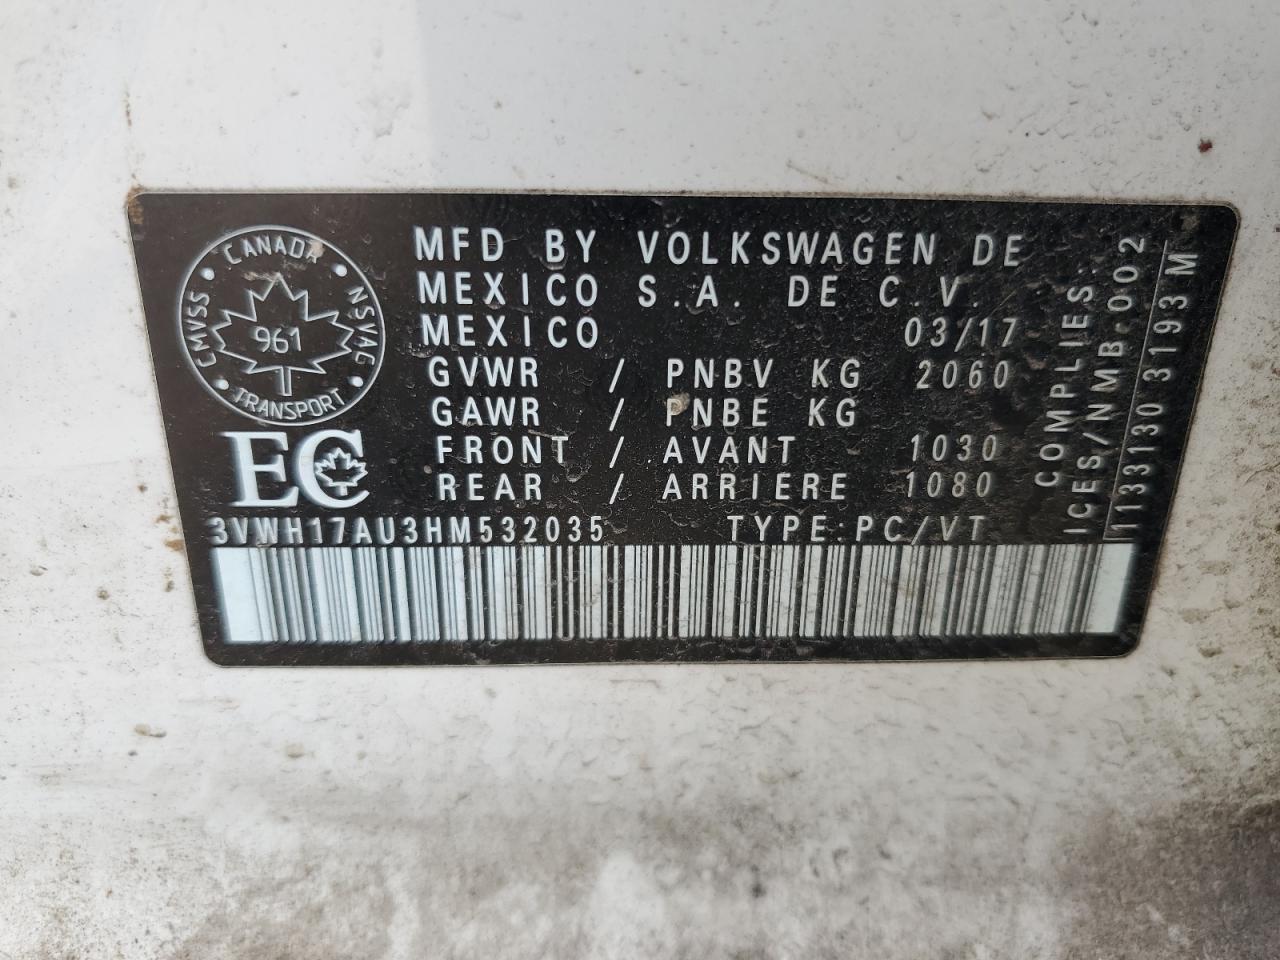 CANADA
CMVSS • NSVAC
961
TRANSPORT
EC
MFD BY VOLKSWAGEN DE
MEXICO S.A. DE C.V.
MEXICO 03/17
GVWR / PNBV KG 2060
GAWR / PNBE KG
FRONT / AVANT 1030
REAR / ARRIERE 1080
3VWH17AU3HM532035 TYPE:PC/VT
COMPLIES:
ICES/NMB-002
1133130 3193 M